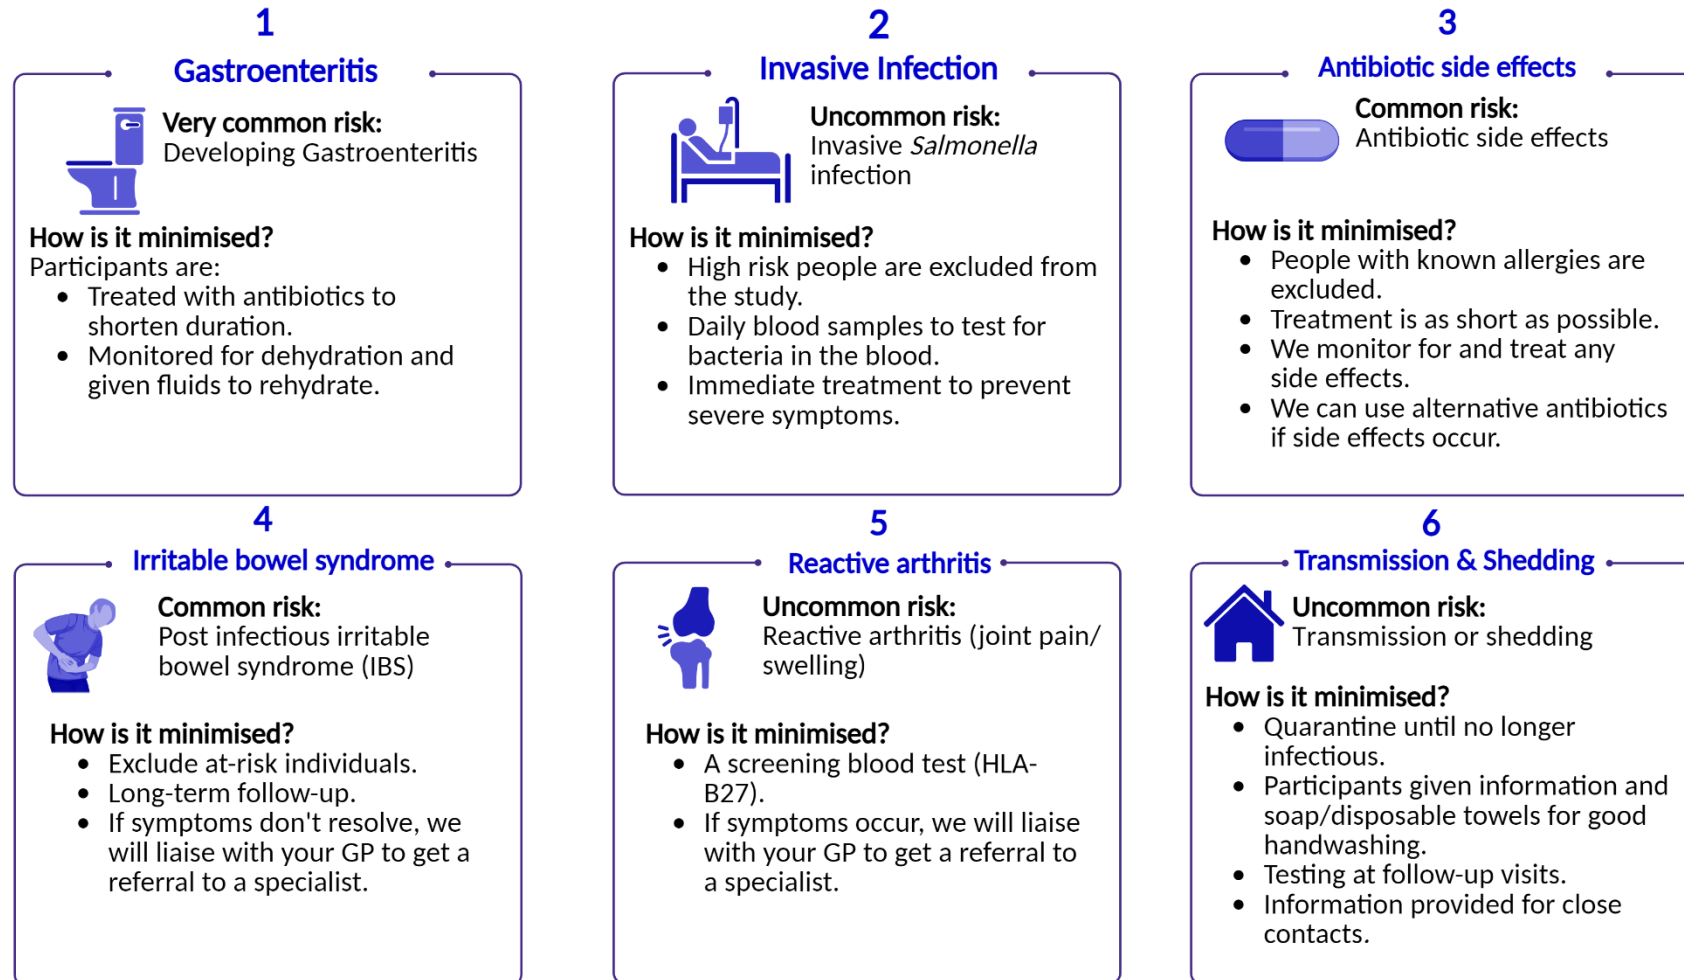 1
Gastroenteritis
Very common risk:
Developing Gastroenteritis
How is it minimised?
Participants are:
• Treated with antibiotics to
shorten duration.
• Monitored for dehydration and
given fluids to rehydrate.
2
Invasive Infection
Uncommon risk:
Invasive Salmonella
infection
How is it minimised?
• High risk people are excluded from
the study.
• Daily blood samples to test for
bacteria in the blood.
• Immediate treatment to prevent
severe symptoms.
3
Antibiotic side effects
Common risk:
Antibiotic side effects
How is it minimised?
• People with known allergies are
excluded.
• Treatment is as short as possible.
• We monitor for and treat any
side effects.
• We can use alternative antibiotics
if side effects occur.
4
Irritable bowel syndrome
Common risk:
Post infectious irritable
bowel syndrome (IBS)
How is it minimised?
• Exclude at-risk individuals.
• Long-term follow-up.
• If symptoms don't resolve, we
will liaise with your GP to get a
referral to a specialist.
5
Reactive arthritis
Uncommon risk:
Reactive arthritis (joint pain/
swelling)
How is it minimised?
• A screening blood test (HLA-
B27).
• If symptoms occur, we will liaise
with your GP to get a referral to
a specialist.
6
Transmission & Shedding
Uncommon risk:
Transmission or shedding
How is it minimised?
• Quarantine until no longer
infectious.
• Participants given information and
soap/disposable towels for good
handwashing.
• Testing at follow-up visits.
• Information provided for close
contacts.